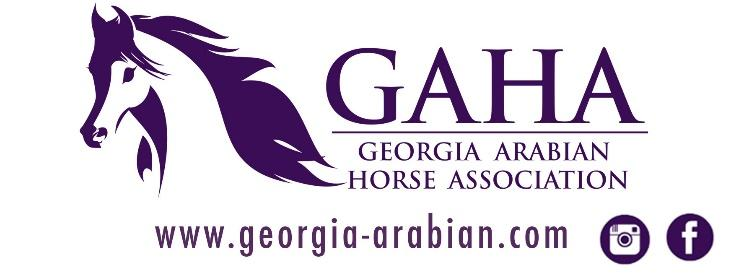 GAHA
GEORGIA ARABIAN
HORSE ASSOCIATION
www.georgia-arabian.com